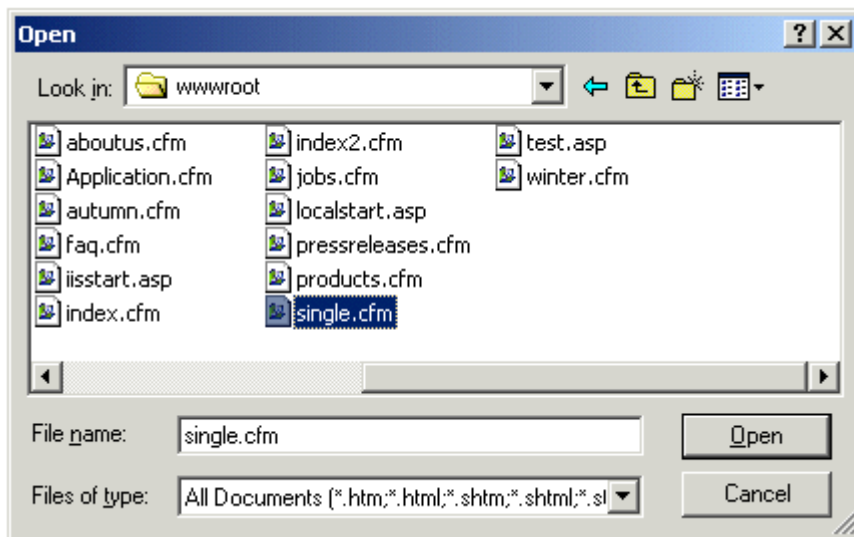 Open
Look in: wwwroot
aboutus.cfm
Application.cfm
autumn.cfm
faq.cfm
iisstart.asp
index.cfm
index2.cfm
jobs.cfm
localstart.asp
pressreleases.cfm
products.cfm
single.cfm
test.asp
winter.cfm
File name: single.cfm
Open
Files of type: All Documents (*.htm;*.html;*.shtm;*.shtml;*.sl
Cancel